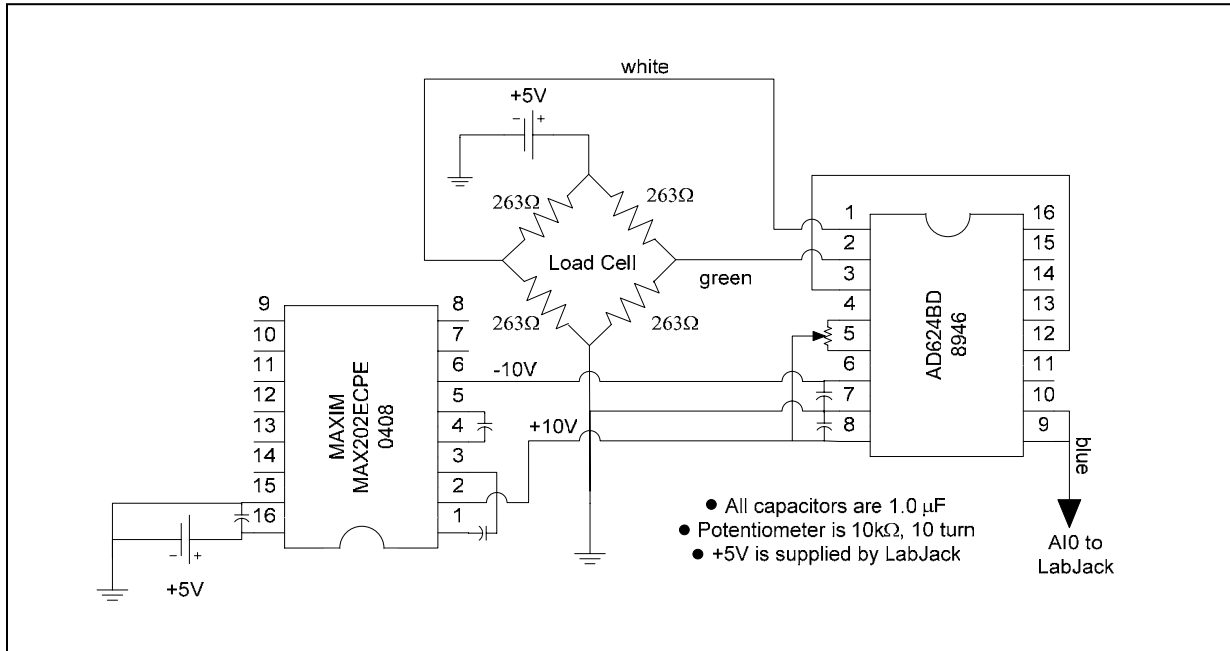 white
+5V
− +
263Ω
263Ω
Load Cell
green
263Ω
263Ω
9
10
11
12
13
14
15
16
8
7
6
5
4
3
2
1
MAXIM
MAX202ECPE
0408
-10V
+10V
− +
+5V
1
2
3
4
5
6
7
8
16
15
14
13
12
11
10
9
AD624BD
8946
blue
● All capacitors are 1.0 μF
● Potentiometer is 10kΩ, 10 turn
● +5V is supplied by LabJack
AI0 to
LabJack